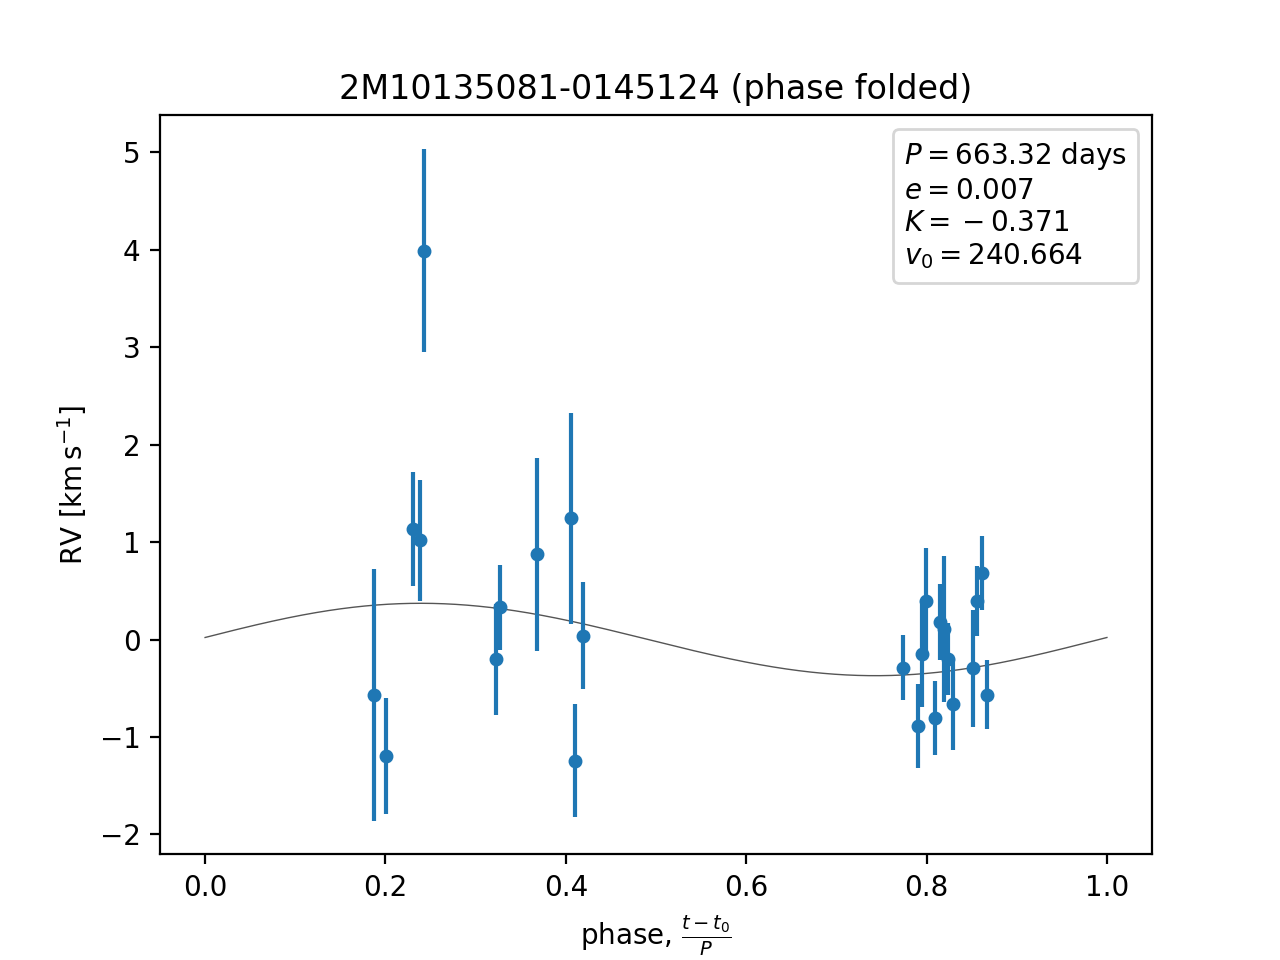 2M10135081-0145124 (phase folded)
P = 663.32 days
e = 0.007
K = −0.371
v₀ = 240.664
5
4
3
2
1
0
−1
−2
RV [km s⁻¹]
0.0 0.2 0.4 0.6 0.8 1.0
phase, (t − t₀)/P